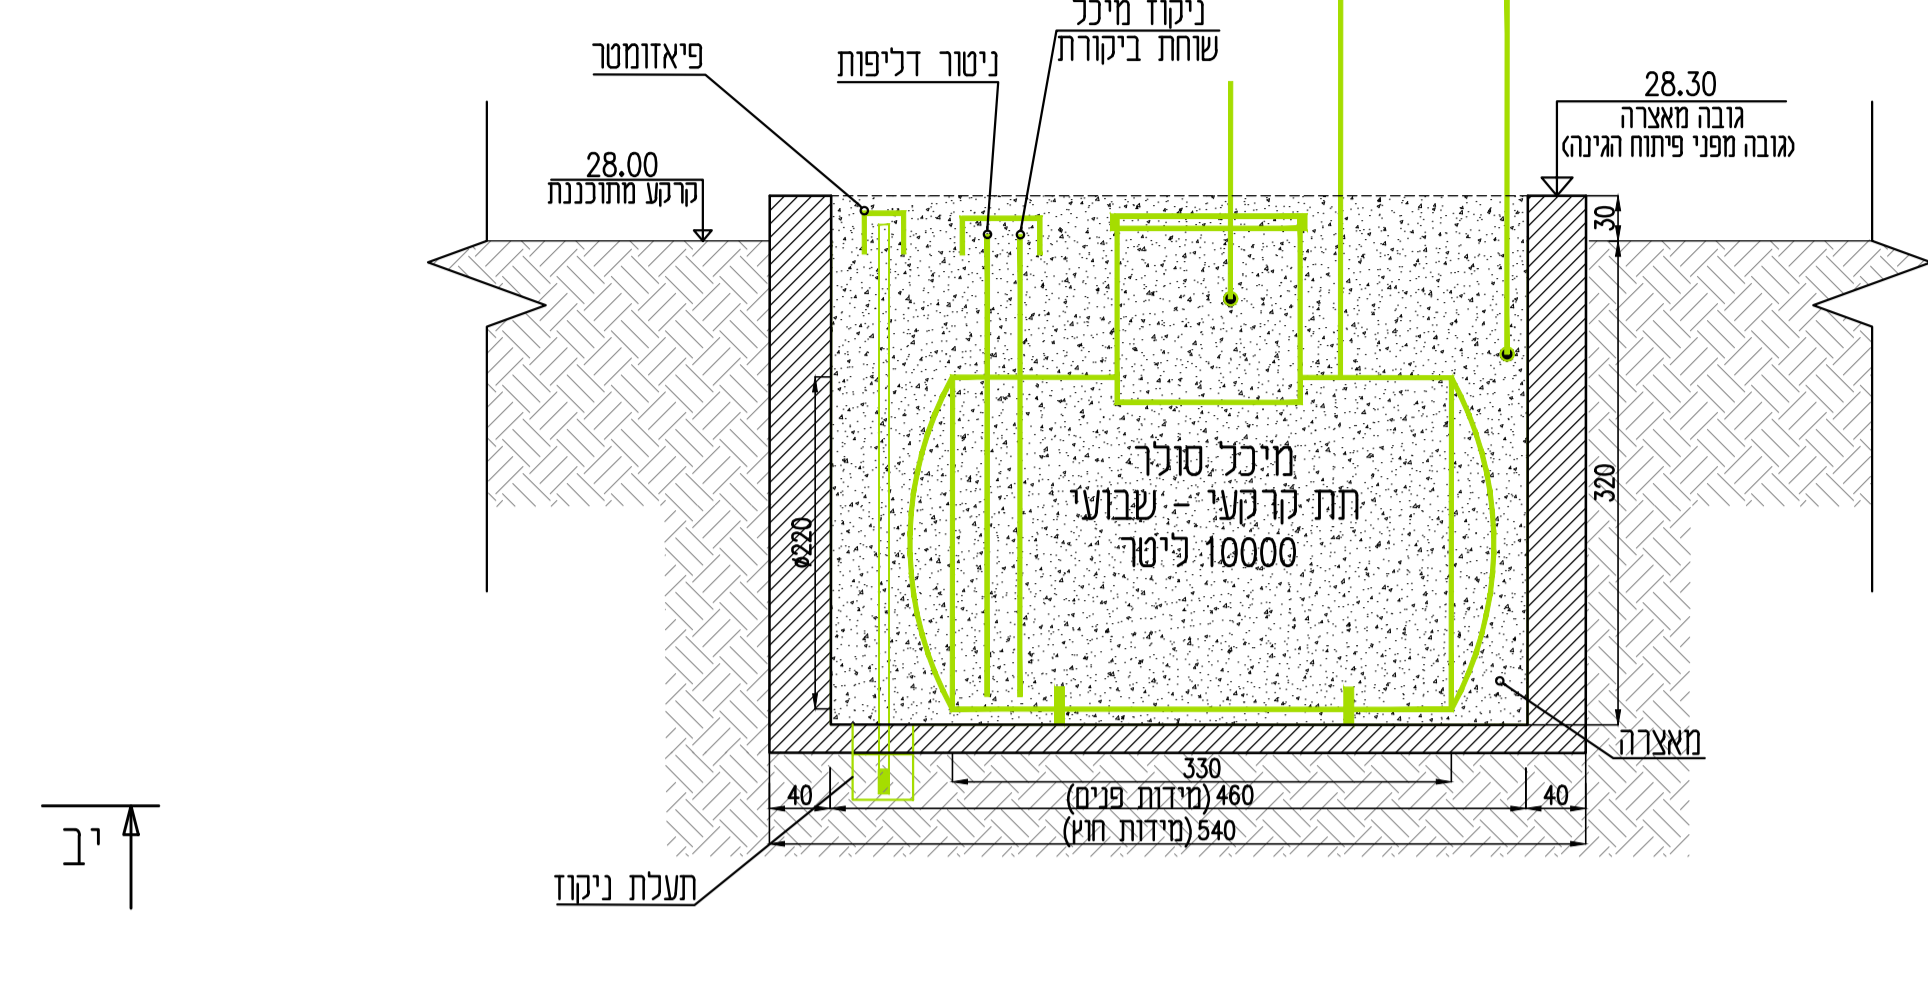 ניקוז מיכל
שוחת ביקורת
פיאזומטר
ניטור דליפות
28.30
גובה מאצרה
(גובה מפני פיתוח הגינה)
28.00
קרקע מתוכננת
30
320
ø220
מיכל סולר
תת קרקעי - שבועי
10000 ליטר
מאצרה
330
40
460 (מידות פנים)
40
540 (מידות חוץ)
יב
תעלת ניקוז